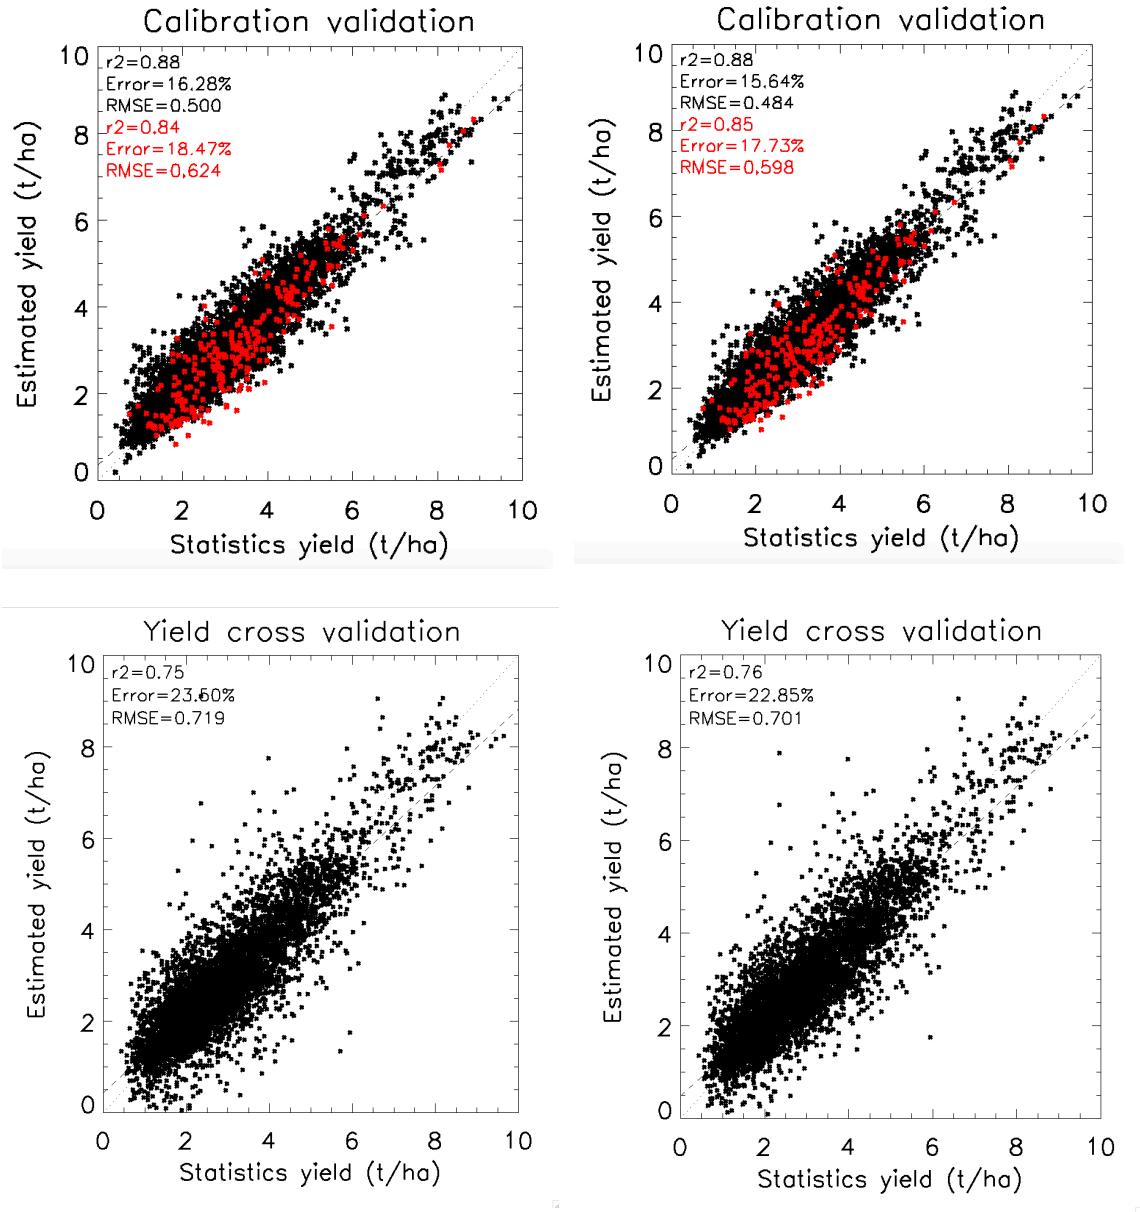 Calibration validation
10
r2=0.88
Error=16.28%
RMSE=0.500
r2=0.84
Error=18.47%
RMSE=0.624
8
6
4
2
0
Estimated yield (t/ha)
0 2 4 6 8 10
Statistics yield (t/ha)
Calibration validation
10
r2=0.88
Error=15.64%
RMSE=0.484
r2=0.85
Error=17.73%
RMSE=0.598
8
6
4
2
0
Estimated yield (t/ha)
0 2 4 6 8 10
Statistics yield (t/ha)
Yield cross validation
10
r2=0.75
Error=23.60%
RMSE=0.719
8
6
4
2
0
Estimated yield (t/ha)
0 2 4 6 8 10
Statistics yield (t/ha)
Yield cross validation
10
r2=0.76
Error=22.85%
RMSE=0.701
8
6
4
2
0
Estimated yield (t/ha)
0 2 4 6 8 10
Statistics yield (t/ha)